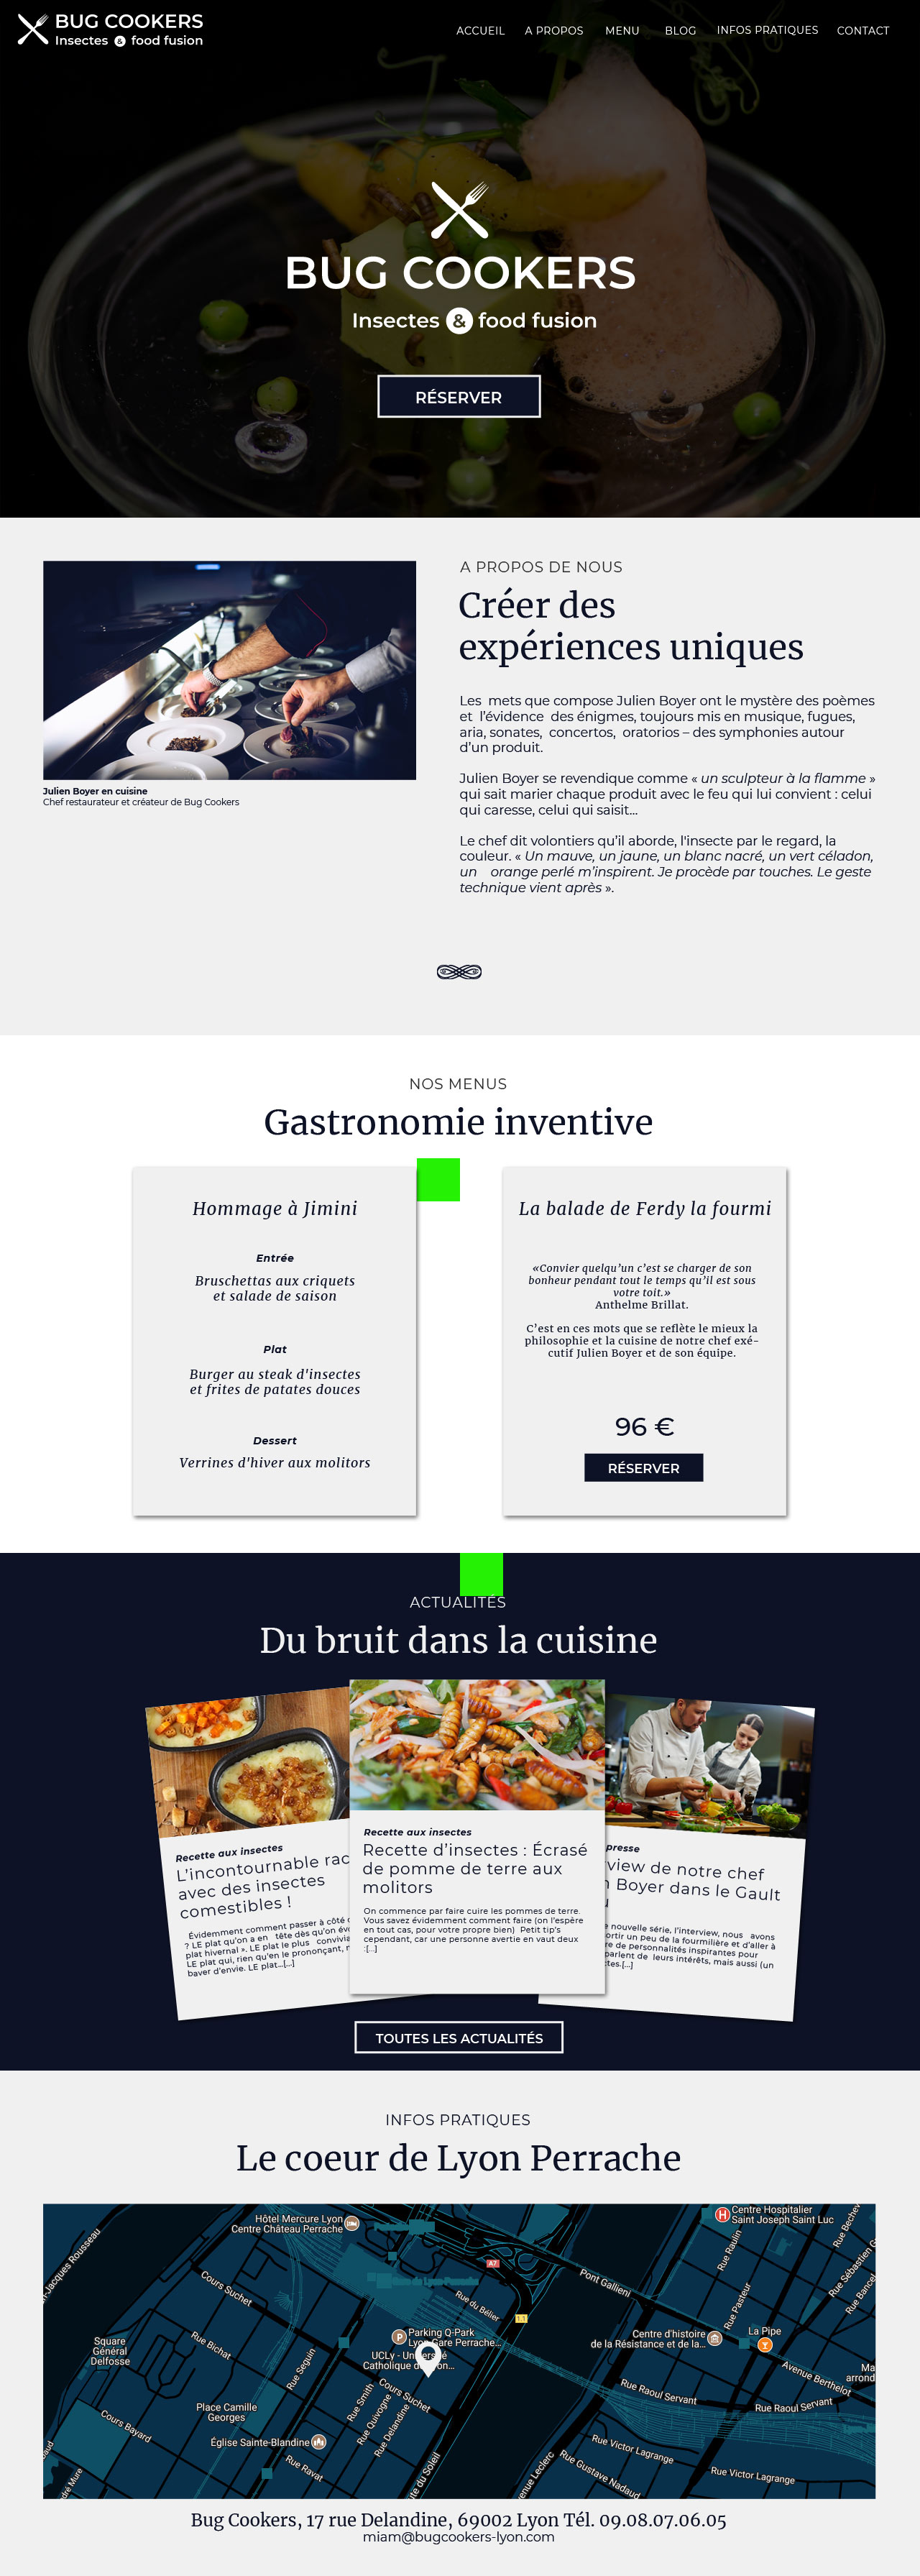 BUG COOKERS
Insectes & food fusion
ACCUEIL A PROPOS MENU BLOG INFOS PRATIQUES CONTACT
BUG COOKERS
Insectes & food fusion
RÉSERVER
Julien Boyer en cuisine
Chef restaurateur et créateur de Bug Cookers
A PROPOS DE NOUS
Créer des
expériences uniques
Les mets que compose Julien Boyer ont le mystère des poèmes
et l'évidence des énigmes, toujours mis en musique, fugues,
aria, sonates, concertos, oratorios – des symphonies autour
d'un produit.
Julien Boyer se revendique comme « un sculpteur à la flamme »
qui sait marier chaque produit avec le feu qui lui convient : celui
qui caresse, celui qui saisit…
Le chef dit volontiers qu'il aborde, l'insecte par le regard, la
couleur. « Un mauve, un jaune, un blanc nacré, un vert céladon,
un orange perlé m'inspirent. Je procède par touches. Le geste
technique vient après ».
NOS MENUS
Gastronomie inventive
Hommage à Jimini
Entrée
Bruschettas aux criquets
et salade de saison
Plat
Burger au steak d'insectes
et frites de patates douces
Dessert
Verrines d'hiver aux molitors
La balade de Ferdy la fourmi
«Convier quelqu'un c'est se charger de son
bonheur pendant tout le temps qu'il est sous
votre toit.»
Anthelme Brillat.
C'est en ces mots que se reflète le mieux la
philosophie et la cuisine de notre chef exé-
cutif Julien Boyer et de son équipe.
96 €
RÉSERVER
ACTUALITÉS
Du bruit dans la cuisine
Recette aux insectes
L'incontournable rac
avec des insectes
comestibles !
Évidemment comment passer à côté
? LE plat qu'on a en tête dès qu'on év
plat hivernal ». LE plat le plus convivia
LE plat qui, rien qu'en le prononçant,
baver d'envie. LE plat…[…]
Recette aux insectes
Recette d'insectes : Écrasé
de pomme de terre aux
molitors
On commence par faire cuire les pommes de terre.
Vous savez évidemment comment faire (on l'espère
en tout cas, pour votre propre bien) Petit tip's
cependant, car une personne avertie en vaut deux
:[…]
presse
view de notre chef
Boyer dans le Gault
nouvelle série, l'interview, nous avons
ortir un peu de la fourmilière et d'aller à
re de personnalités inspirantes pour
parlent de leurs intérêts, mais aussi (un
ctes.[…]
TOUTES LES ACTUALITÉS
INFOS PRATIQUES
Le coeur de Lyon Perrache
Hôtel Mercure Lyon
Centre Château Perrache
H Centre Hospitalier
Saint Joseph Saint Luc
Rue Bechev
-Jacques Rousseau
Cours Suchet
A7
Pont Gallieni
Rue Raulin
Rue Sébastien G
Rue Bancel
Rue du Bélier
Rue Pasteur
Square
Général
Delfosse
Rue Bichat
Rue Seguin
P Parking Q-Park
Lyon Gare Perrache...
UCLy - Université
Catholique de Lyon...
Centre d'histoire
de la Résistance et de la...
La Pipe
Avenue Berthelot
Ma
arrond
Place Camille
Georges
Cours Bayard
Rue Smith
Cours Suchet
Rue Quivogne
Rue Delandine
Rue Raoul Servant
Rue Raoul Servant
Église Sainte-Blandine
Rue Ravat
Rue Victor Lagrange
Rue Gustave Nadaud
Rue Victor Lagrange
baud
dré Mure
ute du Soleil
enue Leclerc
Bug Cookers, 17 rue Delandine, 69002 Lyon Tél. 09.08.07.06.05
miam@bugcookers-lyon.com